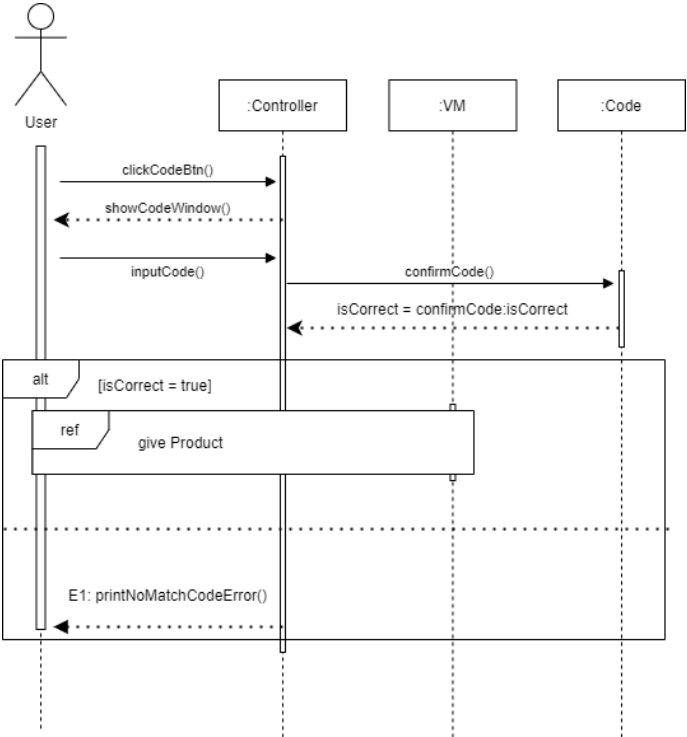 User
:Controller
:VM
:Code
clickCodeBtn()
showCodeWindow()
inputCode()
confirmCode()
isCorrect = confirmCode:isCorrect
alt
[isCorrect = true]
ref
give Product
E1: printNoMatchCodeError()